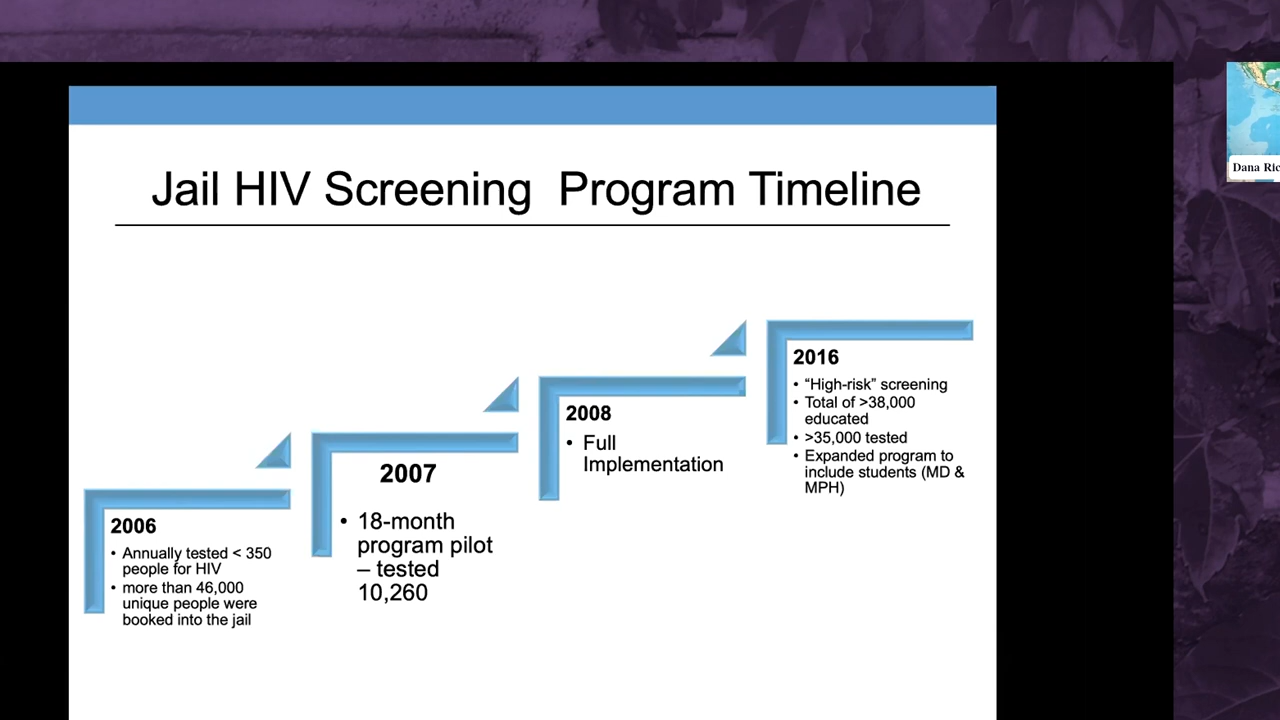 Jail HIV Screening Program Timeline
2006
• Annually tested < 350
people for HIV
• more than 46,000
unique people were
booked into the jail
2007
• 18-month
program pilot
– tested
10,260
2008
• Full
Implementation
2016
• “High-risk” screening
• Total of >38,000
educated
• >35,000 tested
• Expanded program to
include students (MD &
MPH)
Dana Ric